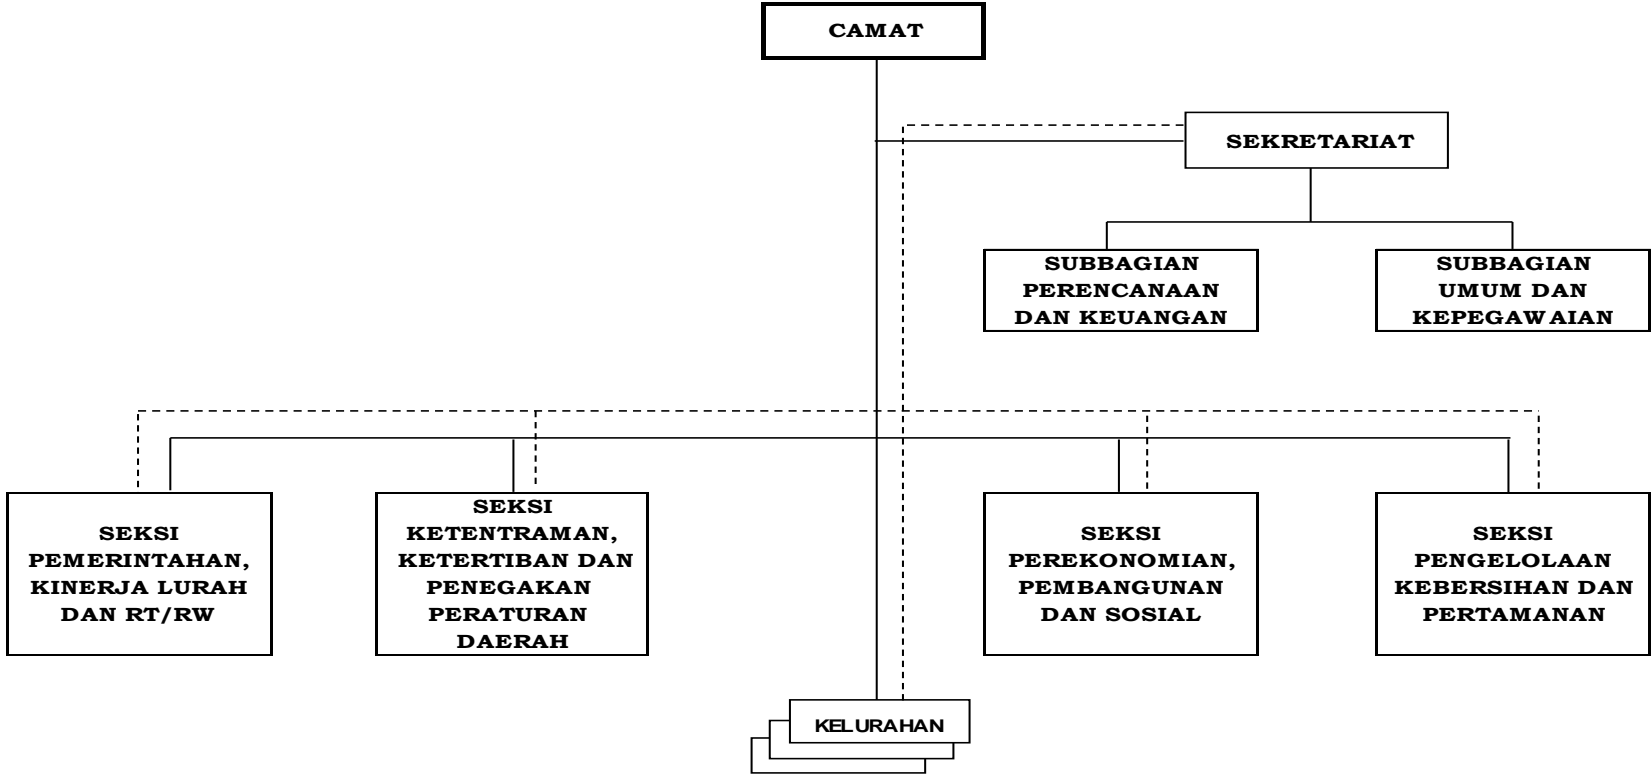 CAMAT
SEKRETARIAT
SUBBAGIAN
PERENCANAAN
DAN KEUANGAN
SUBBAGIAN
UMUM DAN
KEPEGAWAIAN
SEKSI
PEMERINTAHAN,
KINERJA LURAH
DAN RT/RW
SEKSI
KETENTRAMAN,
KETERTIBAN DAN
PENEGAKAN
PERATURAN
DAERAH
SEKSI
PEREKONOMIAN,
PEMBANGUNAN
DAN SOSIAL
SEKSI
PENGELOLAAN
KEBERSIHAN DAN
PERTAMANAN
KELURAHAN